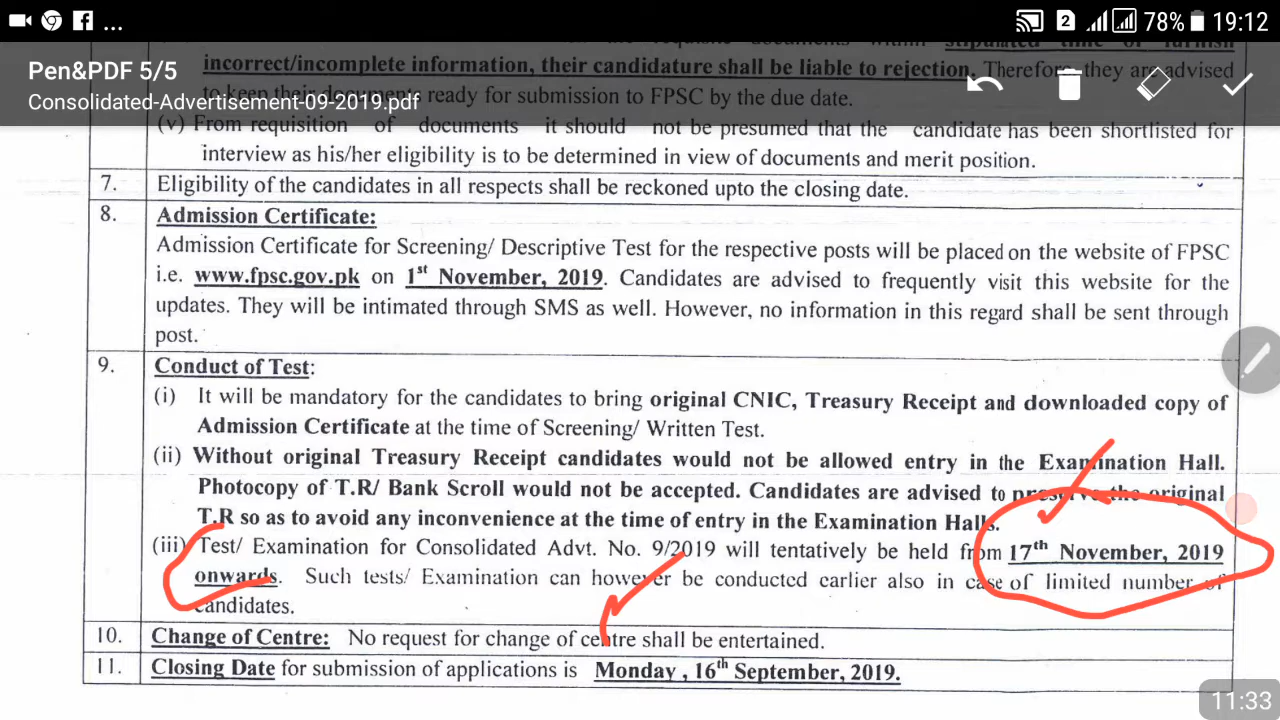 ... 2 78% 19:12
Pen&PDF 5/5
Consolidated-Advertisement-09-2019.pdf
incorrect/incomplete information, their candidature shall be liable to rejection. Therefore, they are advised
to keep their documents ready for submission to FPSC by the due date.
(v) From requisition of documents it should not be presumed that the candidate has been shortlisted for
interview as his/her eligibility is to be determined in view of documents and merit position.
7. Eligibility of the candidates in all respects shall be reckoned upto the closing date.
8. Admission Certificate:
Admission Certificate for Screening/ Descriptive Test for the respective posts will be placed on the website of FPSC
i.e. www.fpsc.gov.pk on 1st November, 2019. Candidates are advised to frequently visit this website for the
updates. They will be intimated through SMS as well. However, no information in this regard shall be sent through
post.
9. Conduct of Test:
(i) It will be mandatory for the candidates to bring original CNIC, Treasury Receipt and downloaded copy of
Admission Certificate at the time of Screening/ Written Test.
(ii) Without original Treasury Receipt candidates would not be allowed entry in the Examination Hall.
Photocopy of T.R/ Bank Scroll would not be accepted. Candidates are advised to preserve the original
T.R so as to avoid any inconvenience at the time of entry in the Examination Halls.
(iii) Test/ Examination for Consolidated Advt. No. 9/2019 will tentatively be held from 17th November, 2019
onwards. Such tests/ Examination can however be conducted earlier also in case of limited number of
candidates.
10. Change of Centre: No request for change of centre shall be entertained.
11. Closing Date for submission of applications is Monday , 16th September, 2019.
11:33